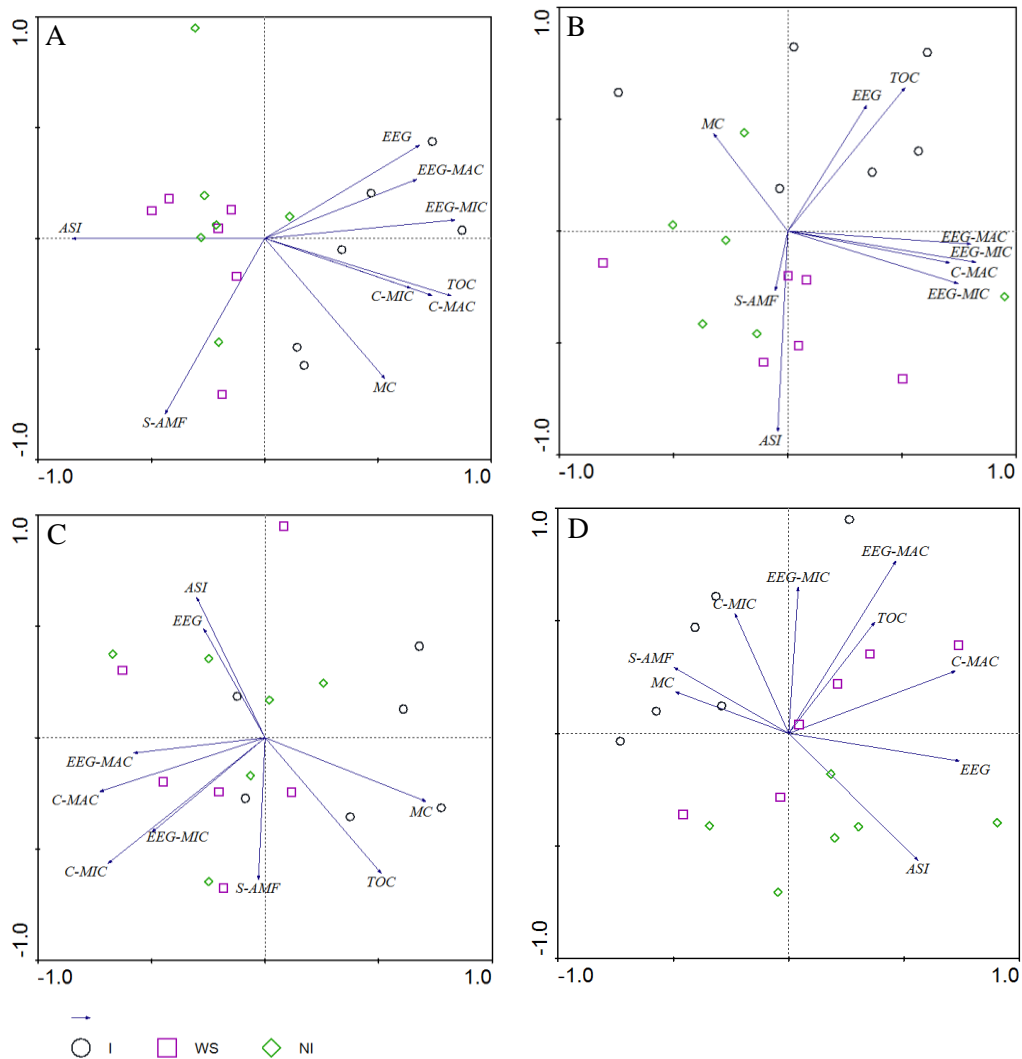 A
1.0
EEG
EEG-MAC
EEG-MIC
ASI
TOC
C-MIC
C-MAC
MC
S-AMF
-1.0
-1.0
1.0
B
1.0
TOC
EEG
MC
EEG-MAC
EEG-MIC
C-MAC
S-AMF
EEG-MIC
ASI
-1.0
-1.0
1.0
C
1.0
ASI
EEG
EEG-MAC
C-MAC
MC
EEG-MIC
C-MIC
S-AMF
TOC
-1.0
-1.0
1.0
D
1.0
EEG-MAC
EEG-MIC
C-MIC
TOC
S-AMF
C-MAC
MC
EEG
ASI
-1.0
-1.0
1.0
I WS NI